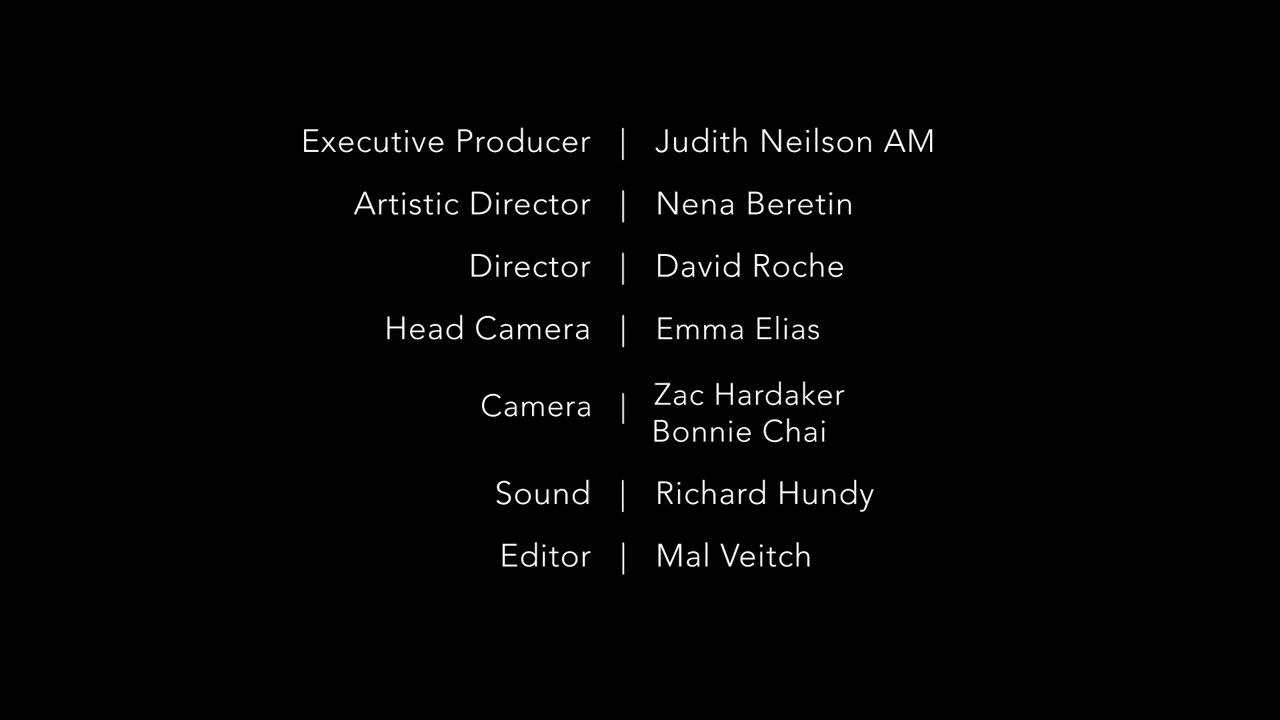 Executive Producer | Judith Neilson AM
Artistic Director | Nena Beretin
Director | David Roche
Head Camera | Emma Elias
Camera | Zac Hardaker
Bonnie Chai
Sound | Richard Hundy
Editor | Mal Veitch